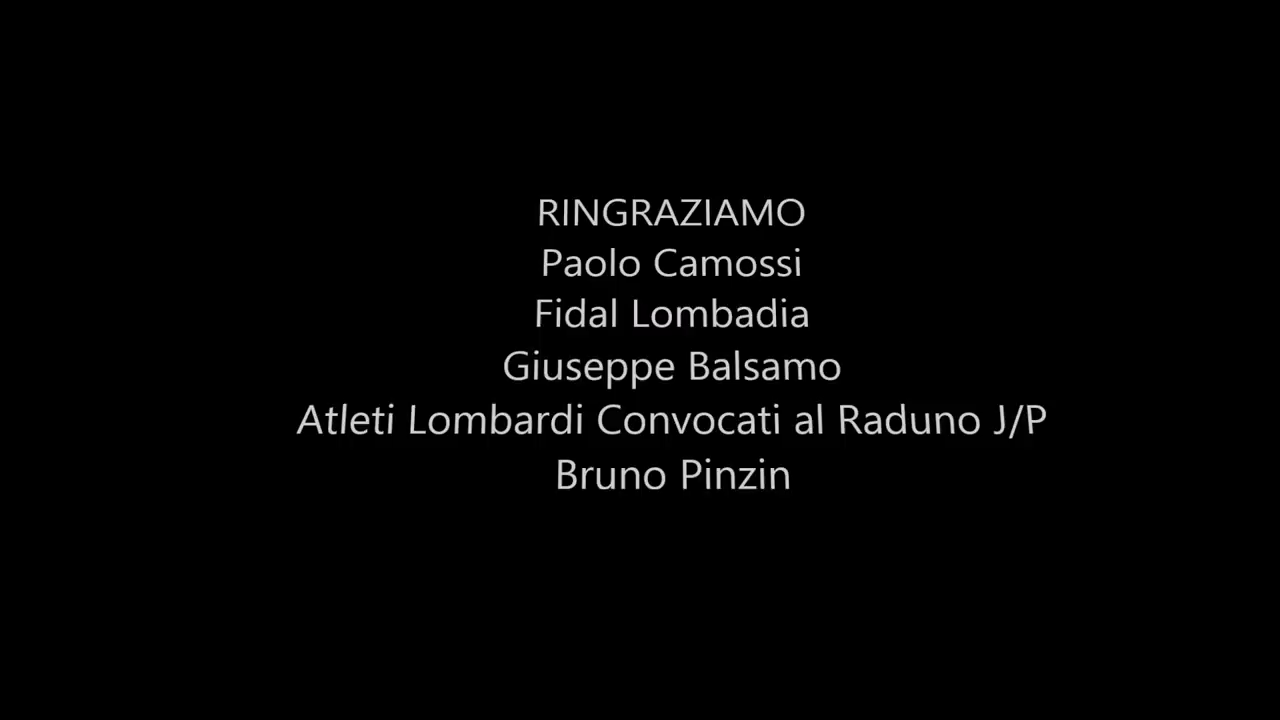 RINGRAZIAMO
Paolo Camossi
Fidal Lombadia
Giuseppe Balsamo
Atleti Lombardi Convocati al Raduno J/P
Bruno Pinzin